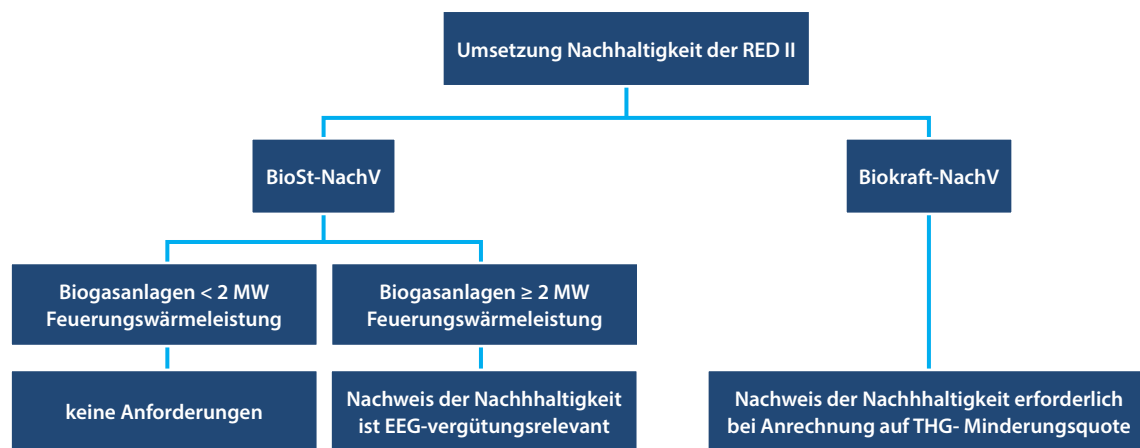 Umsetzung Nachhaltigkeit der RED II
BioSt-NachV
Biokraft-NachV
Biogasanlagen < 2 MW
Feuerungswärmeleistung
Biogasanlagen ≥ 2 MW
Feuerungswärmeleistung
keine Anforderungen
Nachweis der Nachhhaltigkeit
ist EEG-vergütungsrelevant
Nachweis der Nachhhaltigkeit erforderlich
bei Anrechnung auf THG- Minderungsquote